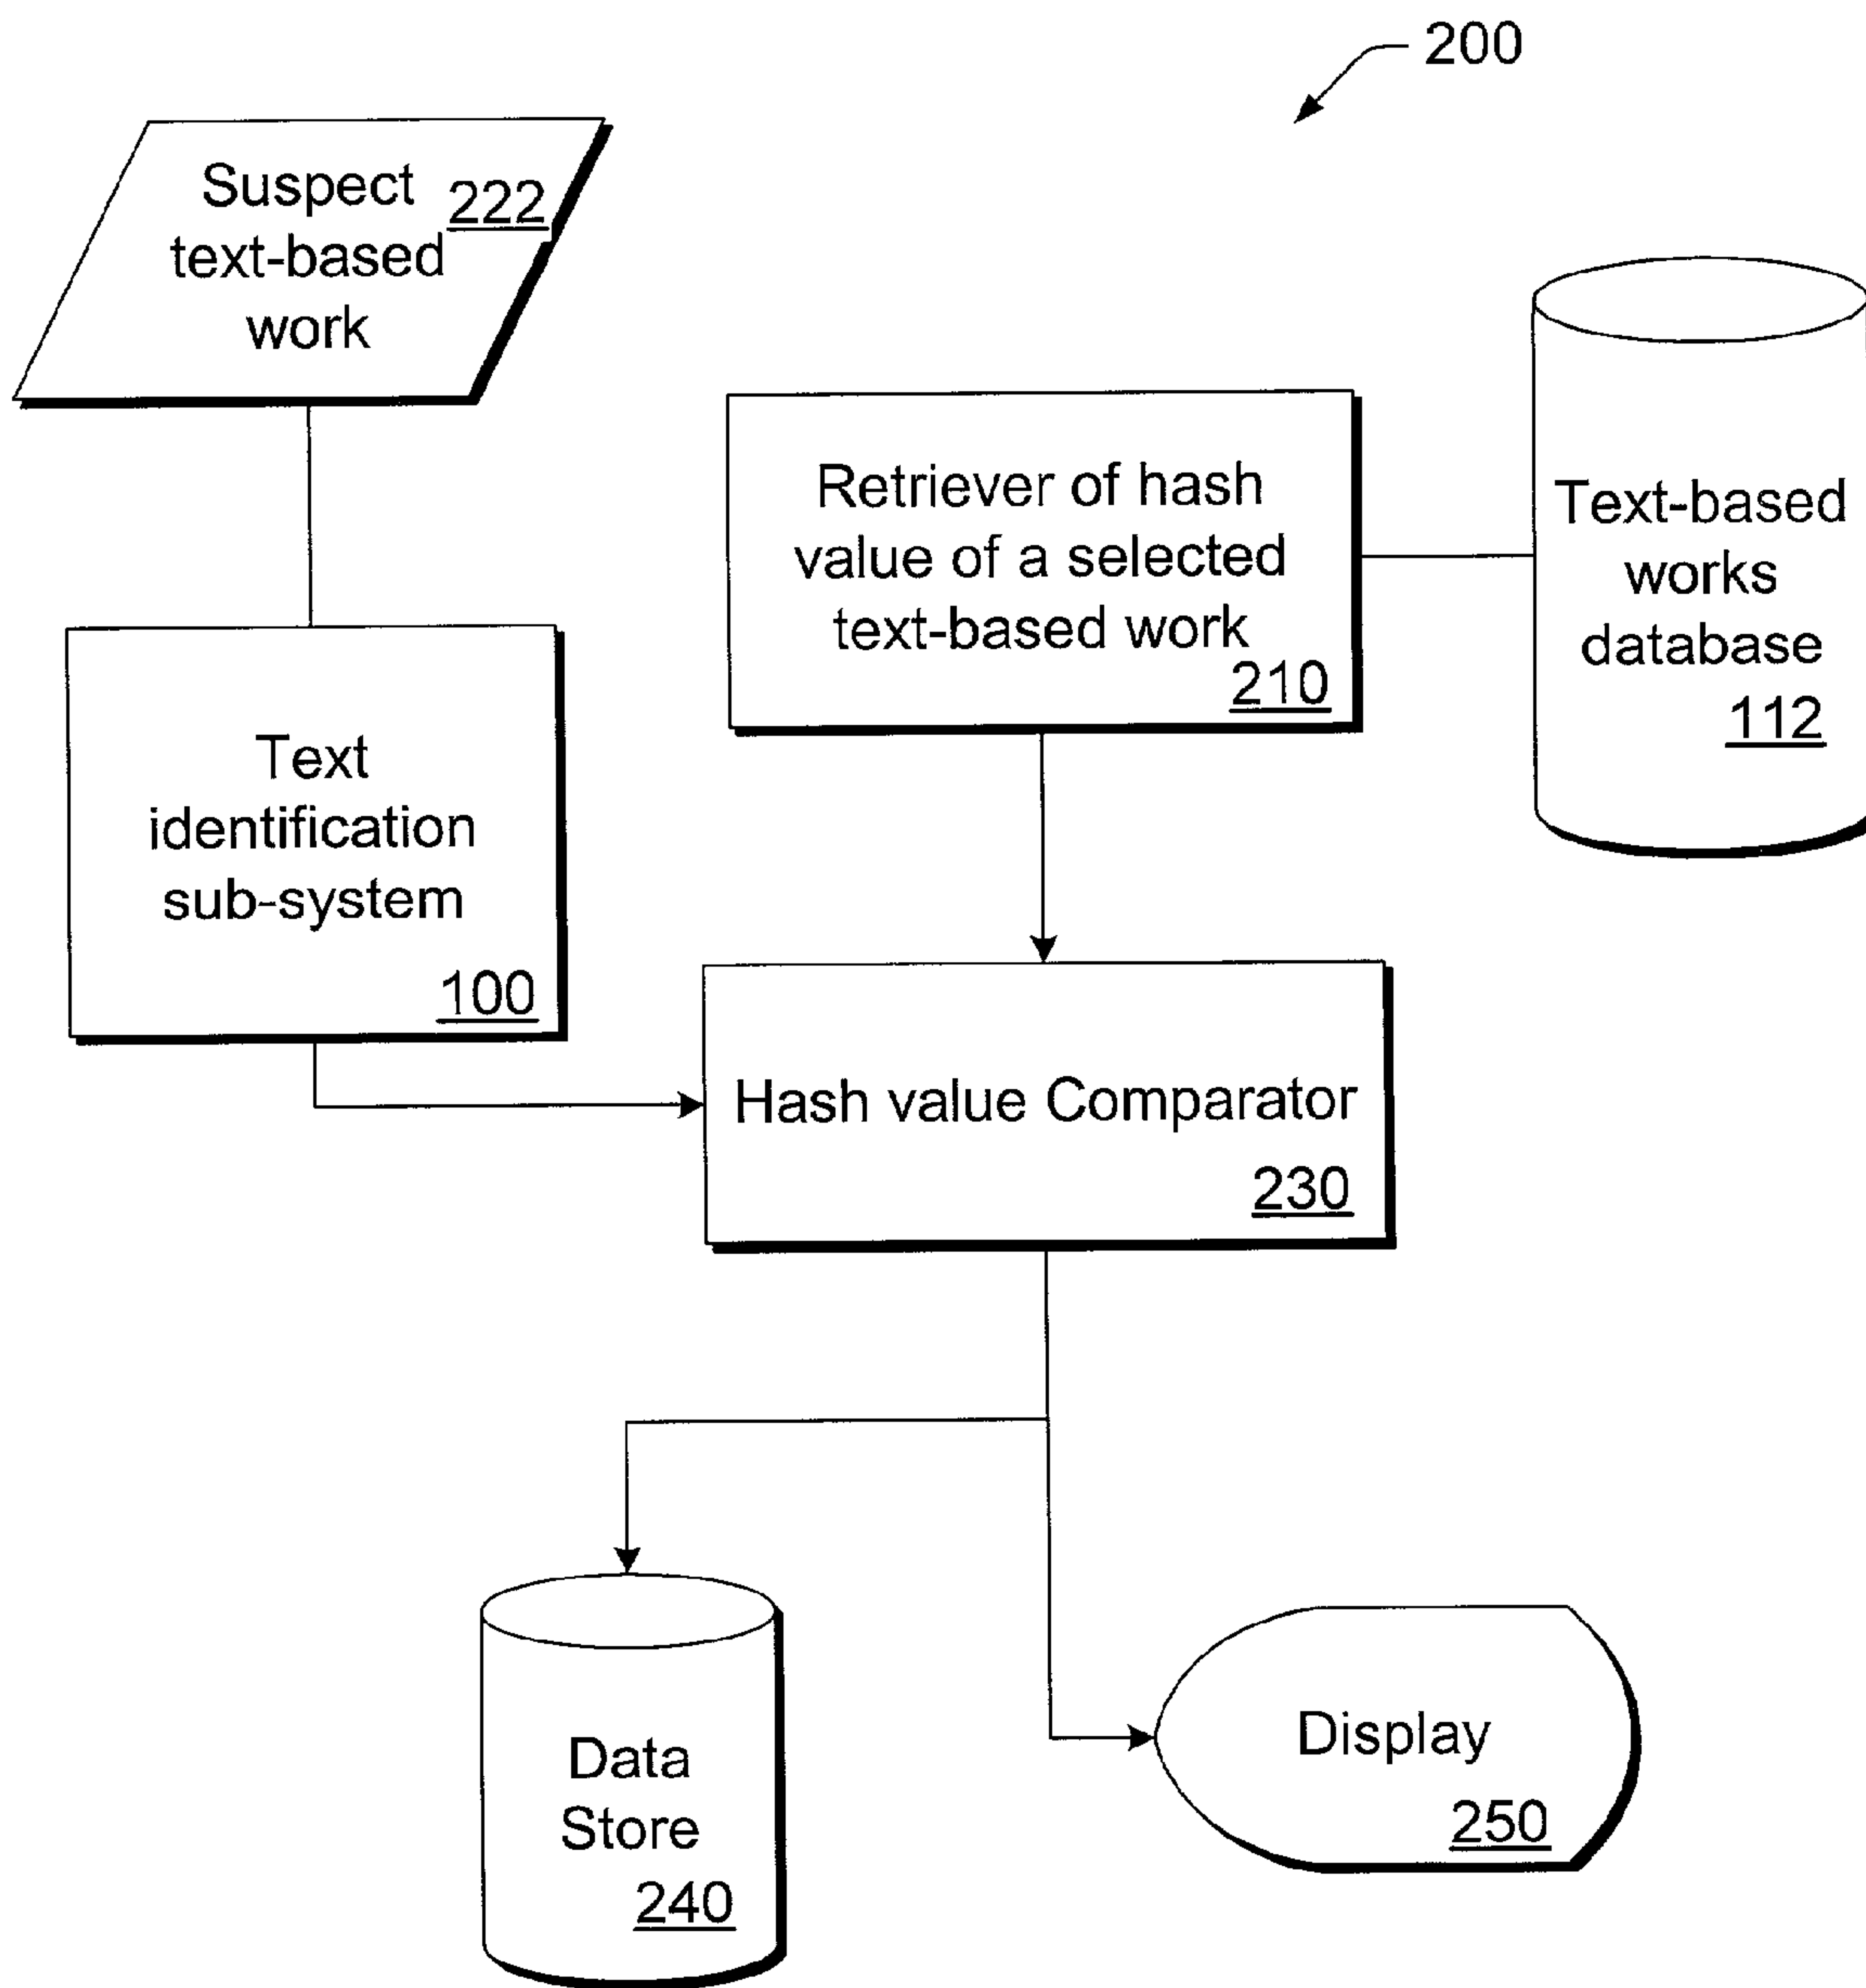 200
Suspect 222
text-based
work
Retriever of hash
value of a selected
text-based work
210
Text-based
works
database
112
Text
identification
sub-system
100
Hash value Comparator
230
Data
Store
240
Display
250